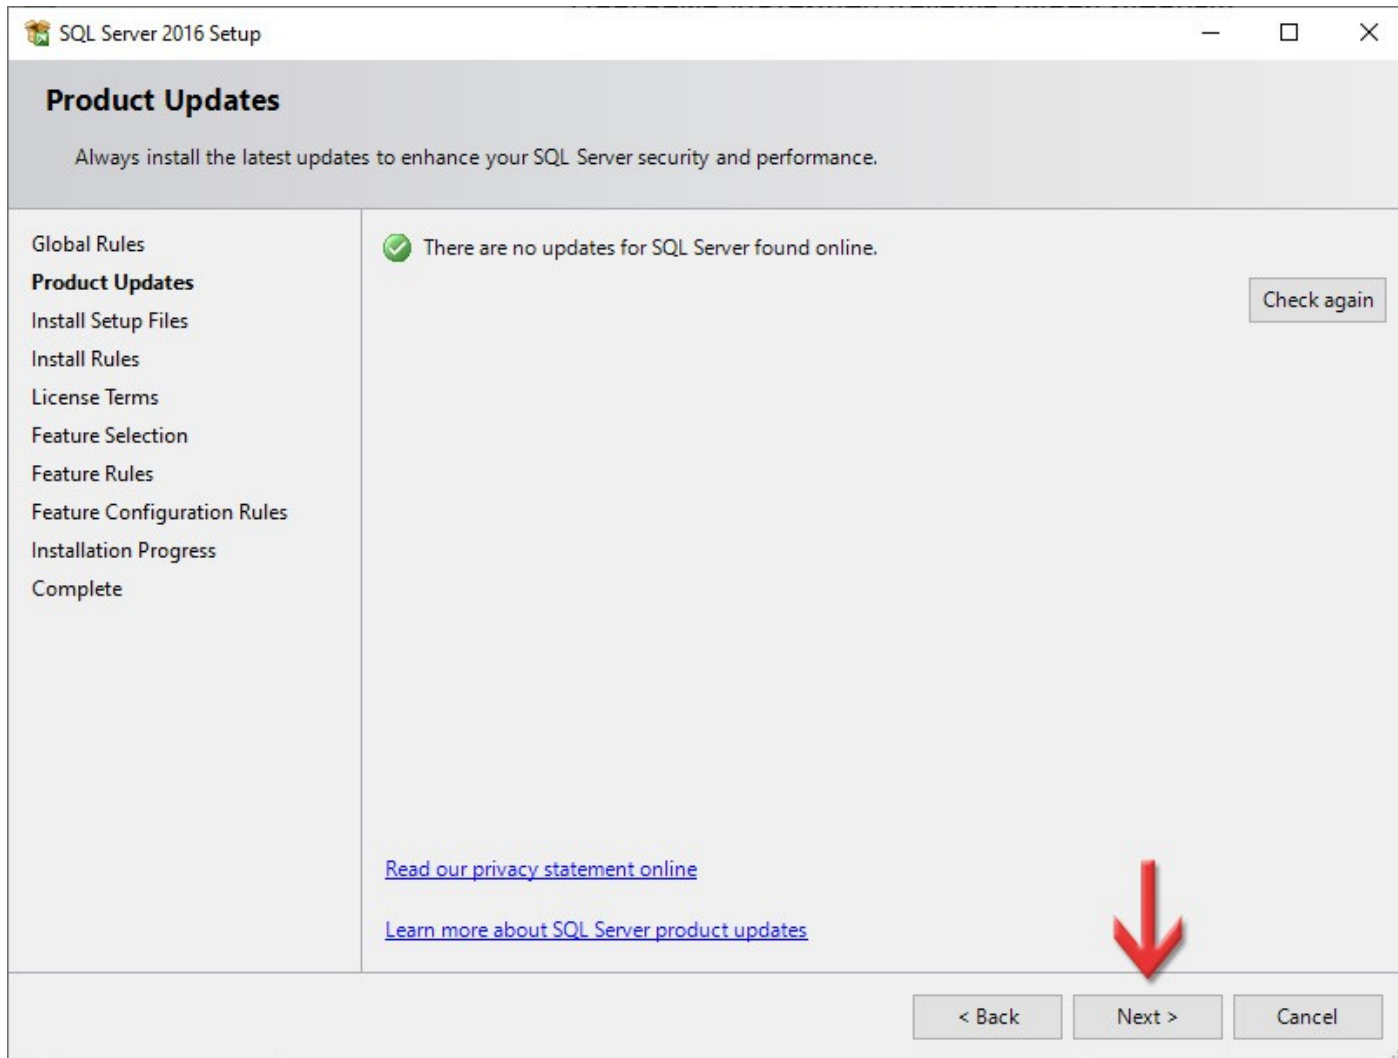 SQL Server 2016 Setup
Product Updates
Always install the latest updates to enhance your SQL Server security and performance.
Global Rules
Product Updates
Install Setup Files
Install Rules
License Terms
Feature Selection
Feature Rules
Feature Configuration Rules
Installation Progress
Complete
There are no updates for SQL Server found online.
Check again
Read our privacy statement online
Learn more about SQL Server product updates
< Back
Next >
Cancel